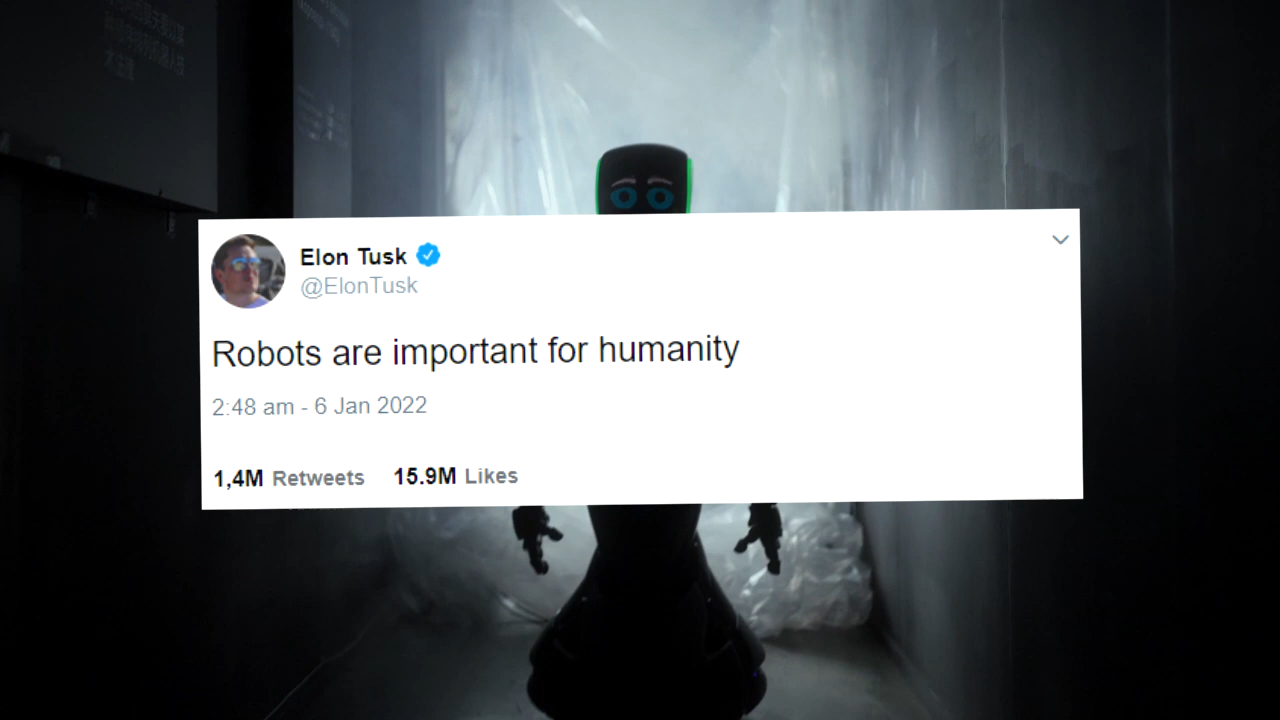 Elon Tusk
@ElonTusk
Robots are important for humanity
2:48 am - 6 Jan 2022
1,4M Retweets 15.9M Likes